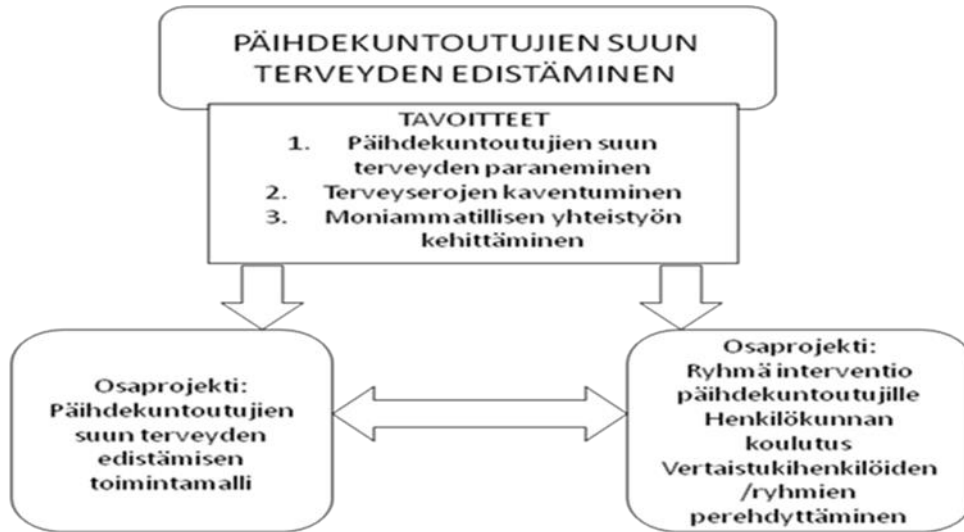 PÄIHDEKUNTOUTUJIEN SUUN
TERVEYDEN EDISTÄMINEN
TAVOITTEET
1. Päihdekuntoutujien suun
terveyden paraneminen
2. Terveyserojen kaventuminen
3. Moniammatillisen yhteistyön
kehittäminen
Osaprojekti:
Päihdekuntoutujien
suun terveyden
edistämisen
toimintamalli
Osaprojekti:
Ryhmä interventio
päihdekuntoutujille
Henkilökunnan
koulutus
Vertaistukihenkilöiden
/ryhmien
perehdyttäminen